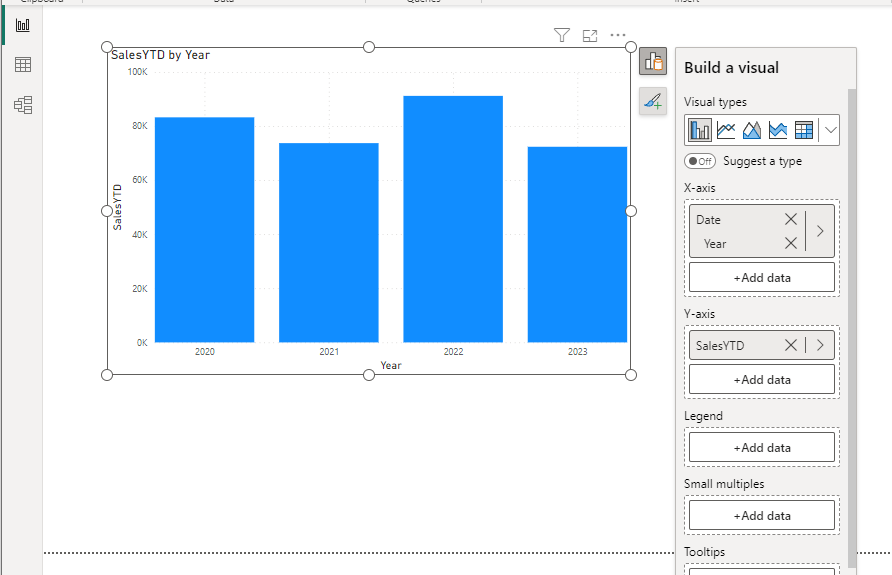 Clipboard
Data
Queries
Insert
SalesYTD by Year
100K
80K
60K
40K
20K
0K
SalesYTD
2020
2021
2022
2023
Year
Build a visual
Visual types
Off
Suggest a type
X-axis
Date
Year
+Add data
Y-axis
SalesYTD
+Add data
Legend
+Add data
Small multiples
+Add data
Tooltips